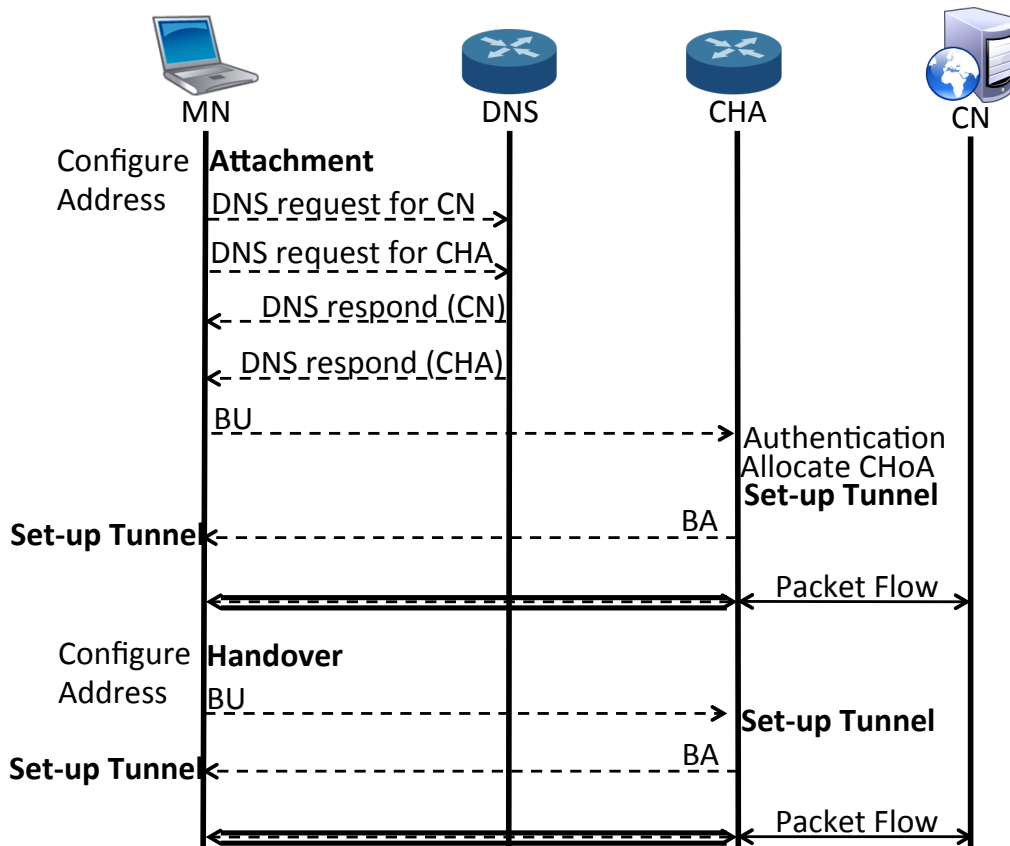 MN
DNS
CHA
CN
Configure
Address
Attachment
DNS request for CN
DNS request for CHA
DNS respond (CN)
DNS respond (CHA)
BU
Authentication
Allocate CHoA
Set-up Tunnel
BA
Set-up Tunnel
Packet Flow
Configure
Address
Handover
BU
Set-up Tunnel
BA
Set-up Tunnel
Packet Flow